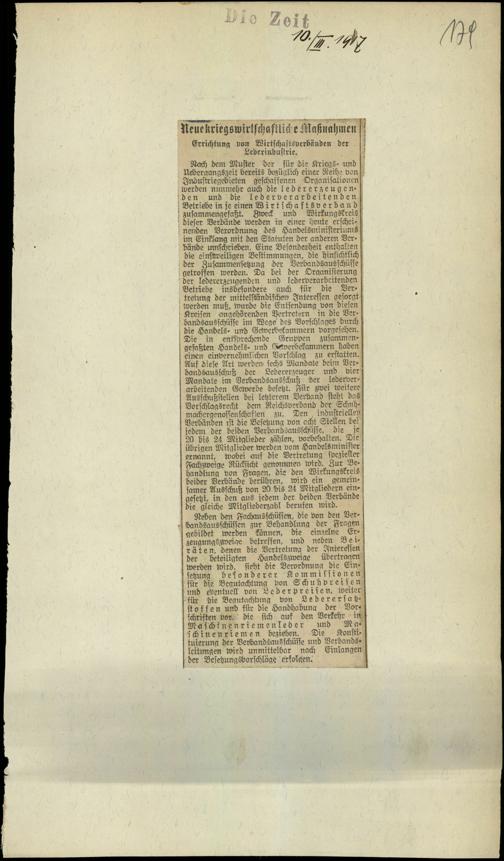 Die Zeit
10./III. 1917
179
Neue kriegswirtschaftliche Maßnahmen
Errichtung von Wirtschaftsverbänden der
Lederindustrie.
Nach dem Muster der für die Kriegs- und
Uebergangszeit bereits bezüglich einer Reihe von
Industriegebieten geschaffenen Organisationen
werden nunmehr auch die ledererzeugen-
den und die lederverarbeitenden
Betriebe in je einen Wirtschaftsverband
zusammengefaßt. Zweck und Wirkungskreis
dieser Verbände werden in einer heute erschei-
nenden Verordnung des Handelsministeriums
im Einklang mit den Statuten der anderen Ver-
bände umschrieben. Eine Besonderheit enthalten
die einstweiligen Bestimmungen, die hinsichtlich
der Zusammensetzung der Verbandsausschüsse
getroffen werden. Da bei der Organisierung
der ledererzeugenden und lederverarbeitenden
Betriebe insbesondere auch für die Ver-
tretung der mittelständischen Interessen gesorgt
werden muß, wurde die Entsendung von diesen
Kreisen angehörenden Vertretern in die Ver-
bandsausschüsse im Wege des Vorschlages durch
die Handels- und Gewerbekammern vorgesehen.
Die in entsprechende Gruppen zusammen-
gefaßten Handels- und Gewerbekammern haben
einen einvernehmlichen Vorschlag zu erstatten.
Auf diese Art werden sechs Mandate beim Ver-
bandsausschuß der Ledererzeuger und vier
Mandate im Verbandsausschuß der lederver-
arbeitenden Gewerbe besetzt. Für zwei weitere
Ausschußstellen bei letzterem Verband steht das
Vorschlagsrecht dem Reichsverband der Schuh-
machergenossenschaften zu. Den industriellen
Verbänden ist die Besetzung von acht Stellen bei
jedem der beiden Verbandsausschüsse, die je
20 bis 24 Mitglieder zählen, vorbehalten. Die
übrigen Mitglieder werden vom Handelsminister
ernannt, wobei auf die Vertretung spezieller
Fachzweige Rücksicht genommen wird. Zur Be-
handlung von Fragen, die den Wirkungskreis
beider Verbände berühren, wird ein gemein-
samer Ausschuß von 20 bis 24 Mitgliedern ein-
gesetzt, in den aus jedem der beiden Verbände
die gleiche Mitgliederzahl berufen wird.
Neben den Fachausschüssen, die von den Ver-
bandsausschüssen zur Behandlung der Fragen
gebildet werden können, die einzelne Er-
zeugungszweige betreffen, und neben Bei-
räten, denen die Vertretung der Interessen
der beteiligten Handelszweige übertragen
werden wird, sieht die Verordnung die Ein-
setzung besonderer Kommissionen
für die Begutachtung von Schuhpreisen
und eventuell von Lederpreisen, weiter
für die Begutachtung von Lederersatz-
stoffen und für die Handhabung der Vor-
schriften vor, die sich auf den Verkehr in
Maschinenriemenleder und Ma-
schinenriemen beziehen. Die Konsti-
tuierung der Verbandsausschüsse und Verbands-
leitungen wird unmittelbar nach Einlangen
der Besetzungsvorschläge erfolgen.